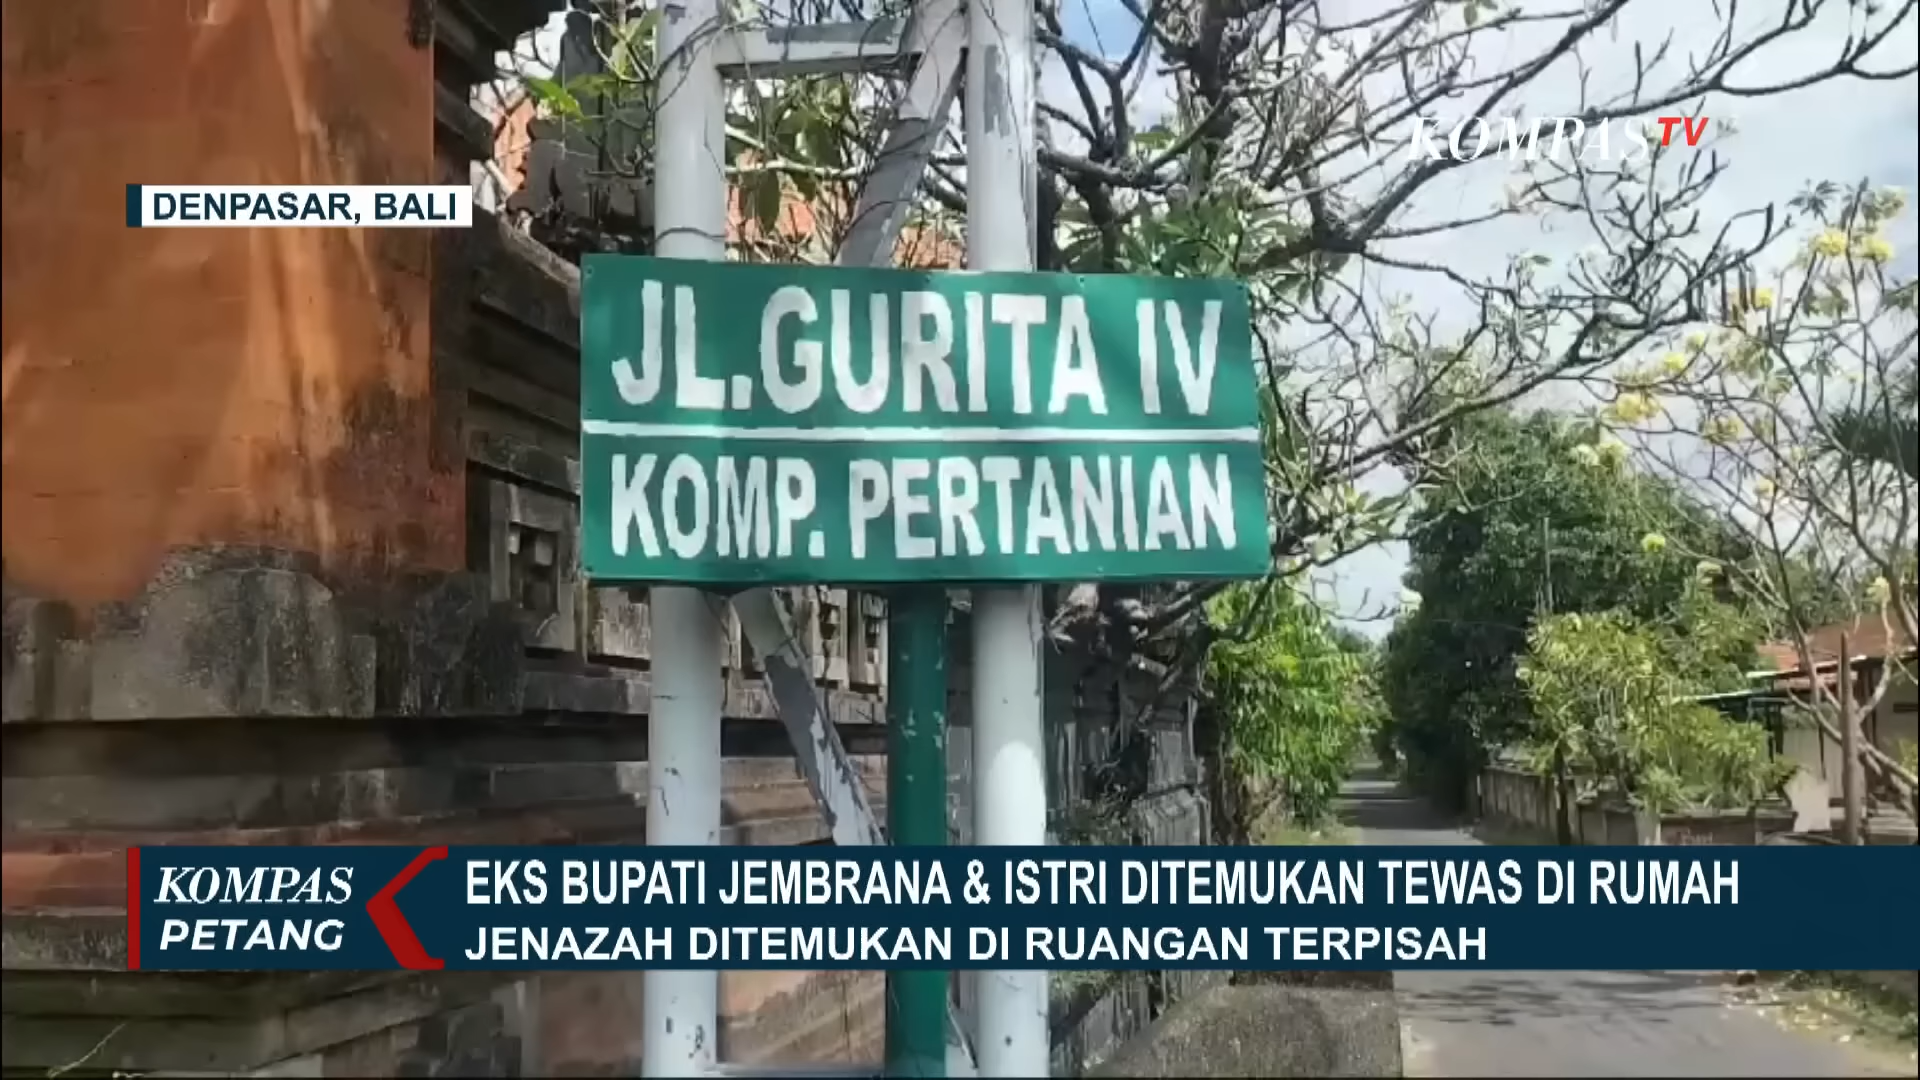 KOMPAS TV
DENPASAR, BALI
JL.GURITA IV
KOMP. PERTANIAN
KOMPAS
PETANG
EKS BUPATI JEMBRANA & ISTRI DITEMUKAN TEWAS DI RUMAH
JENAZAH DITEMUKAN DI RUANGAN TERPISAH